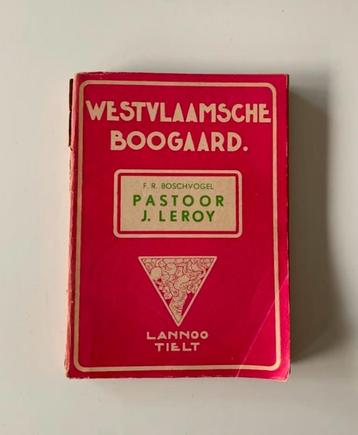 WESTVLAAMSCHE
BOOGAARD.
F. R. BOSCHVOGEL
PASTOOR
J. LEROY
LANNOO
TIELT